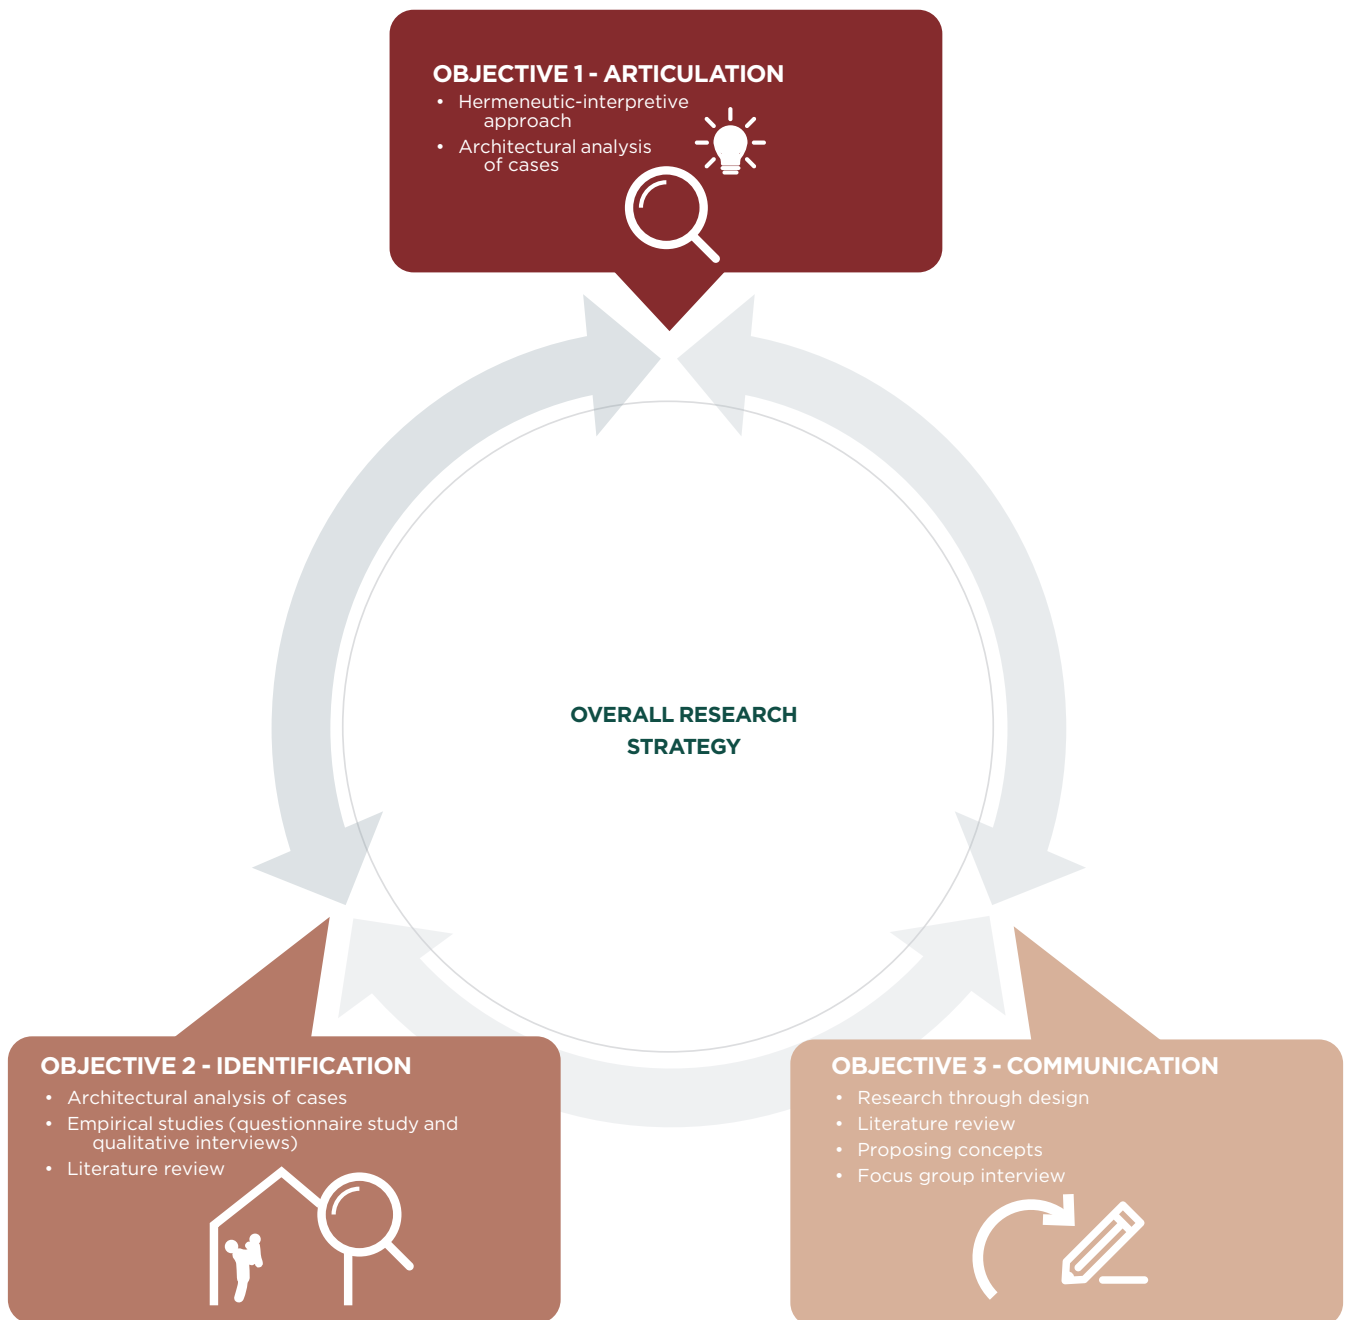 OBJECTIVE 1 - ARTICULATION
• Hermeneutic-interpretive
approach
• Architectural analysis
of cases
OVERALL RESEARCH
STRATEGY
OBJECTIVE 2 - IDENTIFICATION
• Architectural analysis of cases
• Empirical studies (questionnaire study and
qualitative interviews)
• Literature review
OBJECTIVE 3 - COMMUNICATION
• Research through design
• Literature review
• Proposing concepts
• Focus group interview